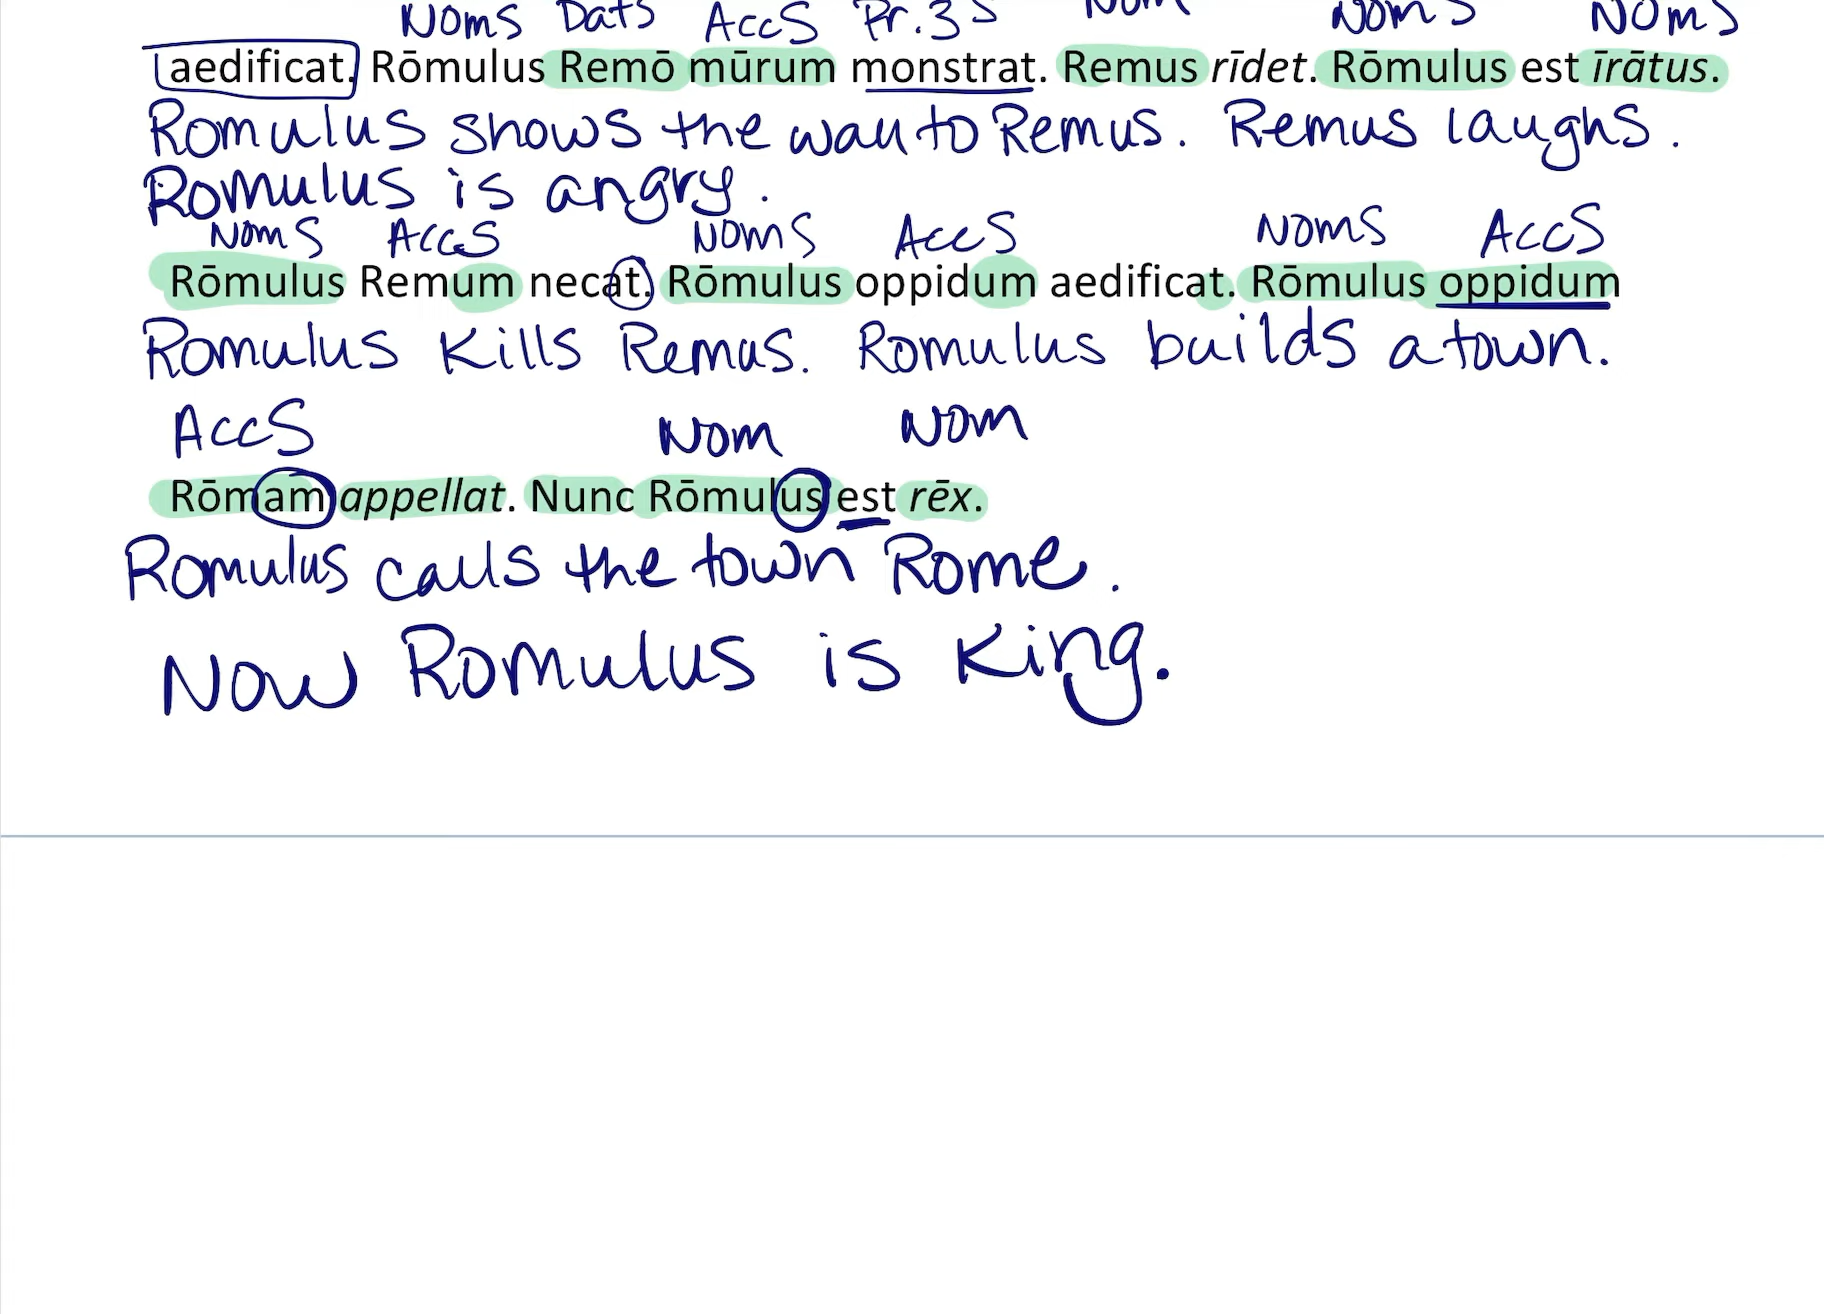 NomS DatS AccS Pr.3S Nom NomS NomS
aedificat. Rōmulus Remō mūrum monstrat. Remus rīdet. Rōmulus est īrātus.
Romulus shows the wall to Remus. Remus laughs.
Romulus is angry.
NomS AccS NomS AccS NomS AccS
Rōmulus Remum necat. Rōmulus oppidum aedificat. Rōmulus oppidum
Romulus kills Remus. Romulus builds a town.
AccS Nom Nom
Rōmam appellat. Nunc Rōmulus est rēx.
Romulus calls the town Rome.
Now Romulus is King.